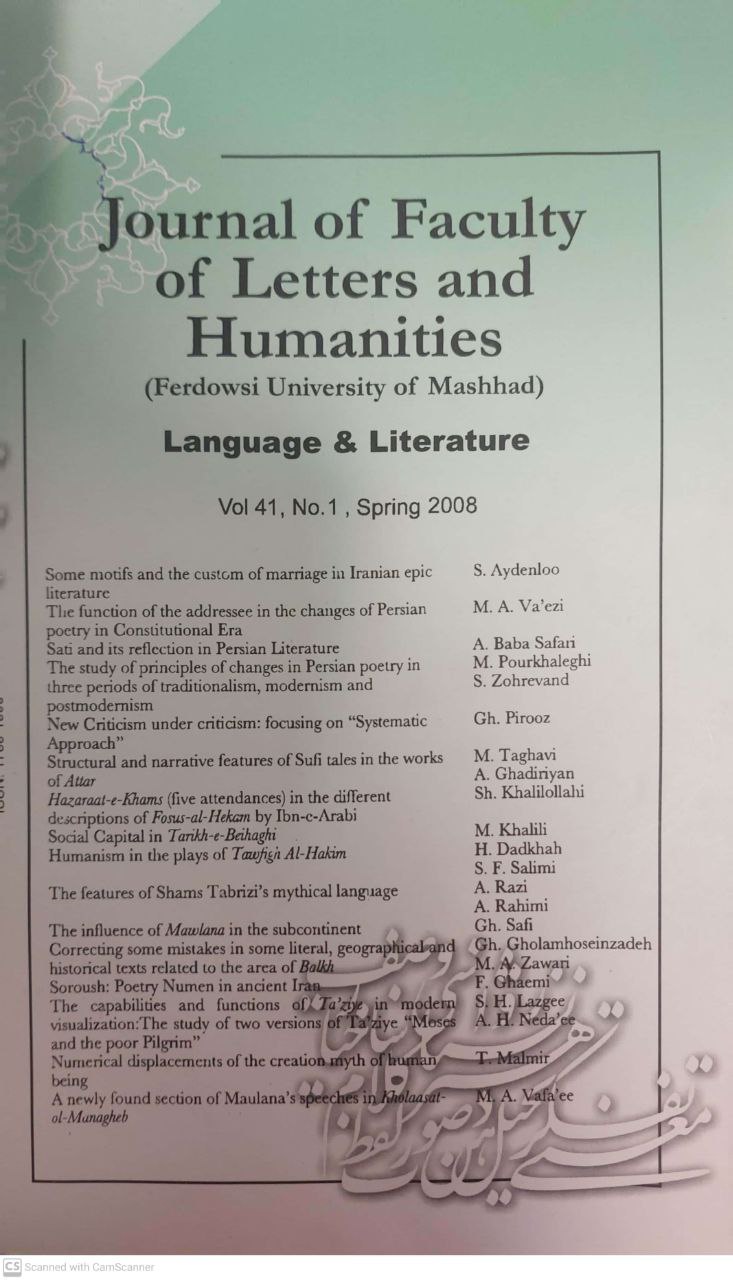 Journal of Faculty
of Letters and
Humanities
(Ferdowsi University of Mashhad)
Language & Literature
Vol 41, No.1 , Spring 2008
Some motifs and the custom of marriage in Iranian epic S. Aydenloo
literature
The function of the addressee in the changes of Persian M. A. Va'ezi
poetry in Constitutional Era
Sati and its reflection in Persian Literature A. Baba Safari
The study of principles of changes in Persian poetry in M. Pourkhaleghi
three periods of traditionalism, modernism and S. Zohrevand
postmodernism
New Criticism under criticism: focusing on “Systematic Gh. Pirooz
Approach”
Structural and narrative features of Sufi tales in the works M. Taghavi
of Attar A. Ghadiriyan
Hazaraat-e-Khams (five attendances) in the different Sh. Khalilollahi
descriptions of Fosus-al-Hekam by Ibn-e-Arabi
Social Capital in Tarikh-e-Beihaghi M. Khalili
Humanism in the plays of Tawfigh Al-Hakim H. Dadkhah
S. F. Salimi
The features of Shams Tabrizi's mythical language A. Razi
A. Rahimi
The influence of Mawlana in the subcontinent Gh. Safi
Correcting some mistakes in some literal, geographical and Gh. Gholamhoseinzadeh
historical texts related to the area of Balkh M. A. Zawari
Soroush: Poetry Numen in ancient Iran F. Ghaemi
The capabilities and functions of Ta'ziye in modern S. H. Lazgee
visualization:The study of two versions of Ta'ziye “Moses A. H. Neda'ee
and the poor Pilgrim”
Numerical displacements of the creation myth of human T. Malmir
being
A newly found section of Maulana's speeches in Kholaasat- M. A. Vafa'ee
ol-Managheb
CS Scanned with CamScanner